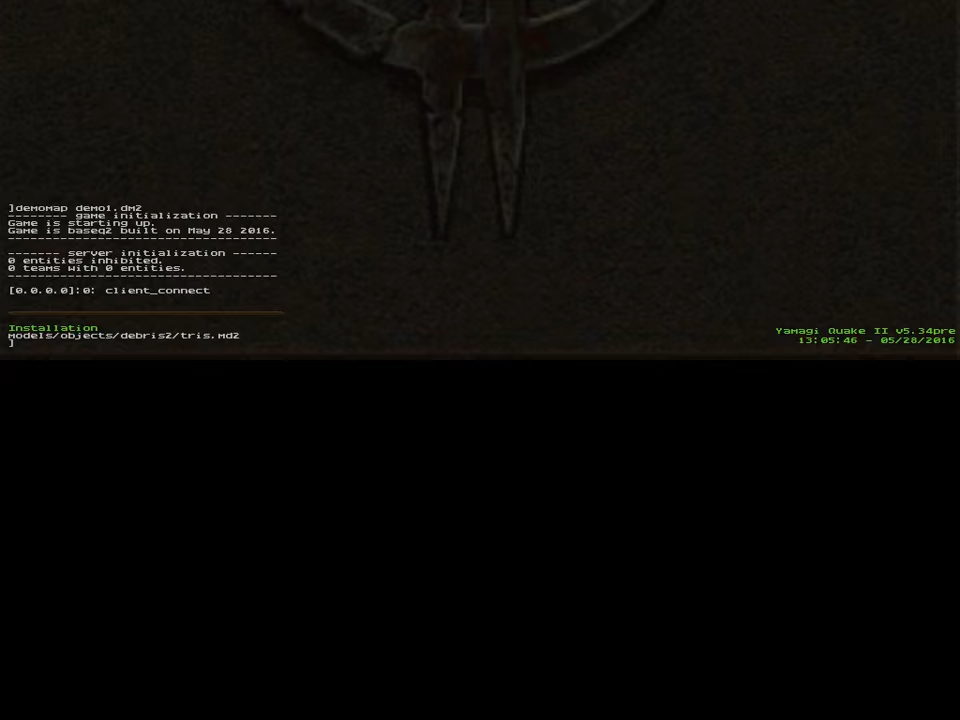 ]demomap demo1.dm2
-------- game initialization -------
Game is starting up.
Game is baseq2 built on May 28 2016.
------------------------------------
------- server initialization ------
0 entities inhibited.
0 teams with 0 entities.
------------------------------------
[0.0.0.0]:0: client_connect
Installation
models/objects/debris2/tris.md2
]
Yamagi Quake II v5.34pre
13:05:46 - 05/28/2016